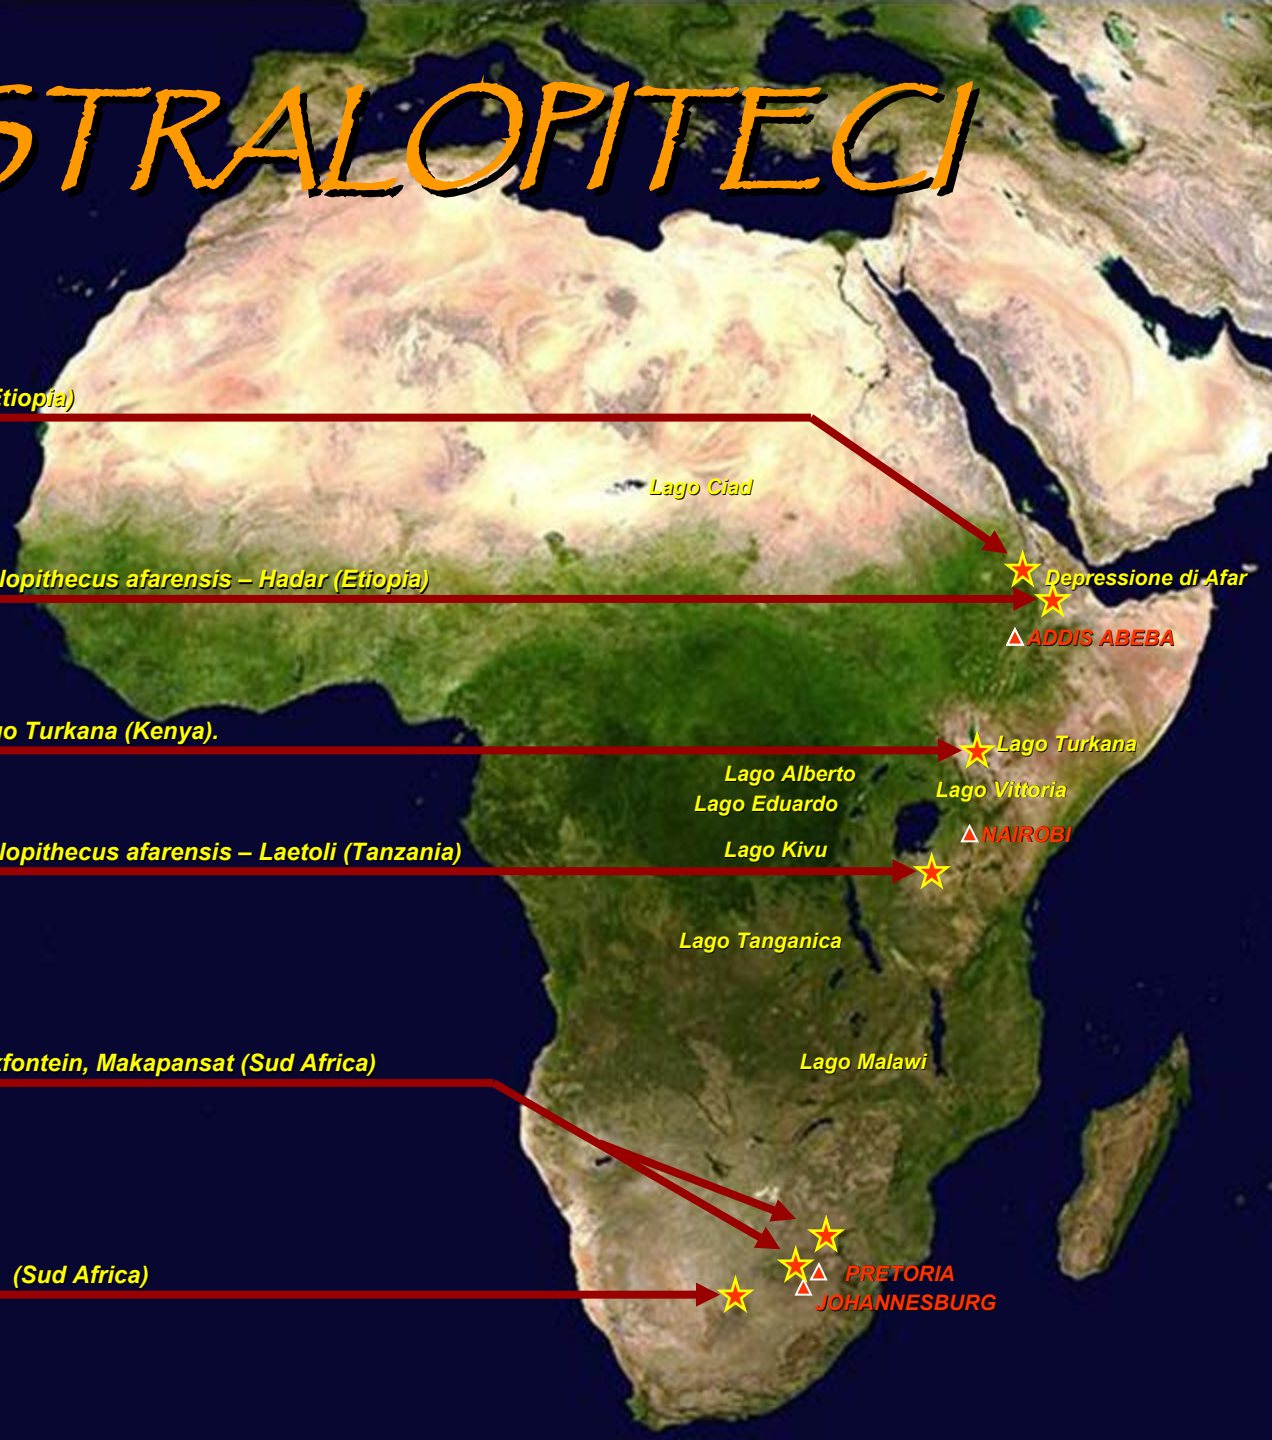 STRALOPITECI
Etiopia)
Lago Ciad
lopithecus afarensis – Hadar (Etiopia)
Depressione di Afar
ADDIS ABEBA
go Turkana (Kenya).
Lago Turkana
Lago Alberto
Lago Vittoria
Lago Eduardo
NAIROBI
lopithecus afarensis – Laetoli (Tanzania)
Lago Kivu
Lago Tanganica
kfontein, Makapansat (Sud Africa)
Lago Malawi
(Sud Africa)
PRETORIA
JOHANNESBURG